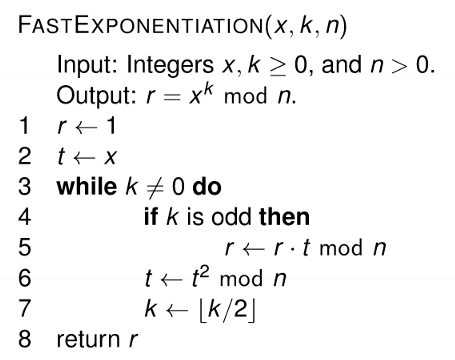 FASTEXPONENTIATION(x, k, n)
Input: Integers x, k ≥ 0, and n > 0.
Output: r = x^k mod n.
1 r ← 1
2 t ← x
3 while k ≠ 0 do
4 if k is odd then
5 r ← r · t mod n
6 t ← t² mod n
7 k ← ⌊k/2⌋
8 return r